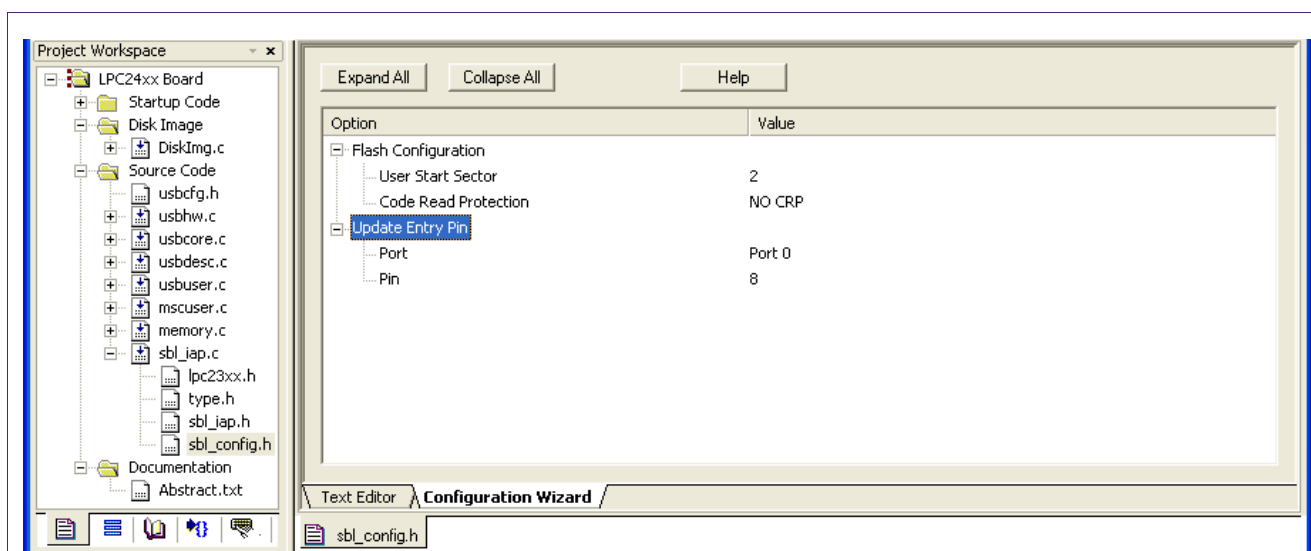 Project Workspace
LPC24xx Board
Startup Code
Disk Image
DiskImg.c
Source Code
usbcfg.h
usbhw.c
usbcore.c
usbdesc.c
usbuser.c
mscuser.c
memory.c
sbl_iap.c
lpc23xx.h
type.h
sbl_iap.h
sbl_config.h
Documentation
Abstract.txt
Expand All Collapse All Help
Option Value
Flash Configuration
User Start Sector 2
Code Read Protection NO CRP
Update Entry Pin
Port Port 0
Pin 8
Text Editor Configuration Wizard
sbl_config.h